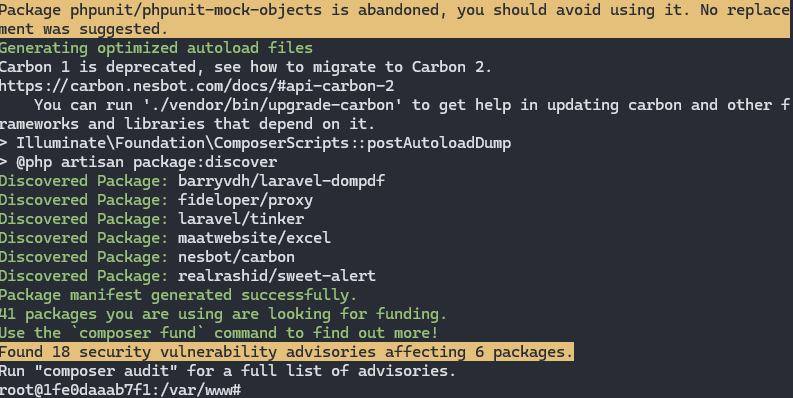 Package phpunit/phpunit-mock-objects is abandoned, you should avoid using it. No replace
ment was suggested.
Generating optimized autoload files
Carbon 1 is deprecated, see how to migrate to Carbon 2.
https://carbon.nesbot.com/docs/#api-carbon-2
    You can run './vendor/bin/upgrade-carbon' to get help in updating carbon and other f
rameworks and libraries that depend on it.
> Illuminate\Foundation\ComposerScripts::postAutoloadDump
> @php artisan package:discover
Discovered Package: barryvdh/laravel-dompdf
Discovered Package: fideloper/proxy
Discovered Package: laravel/tinker
Discovered Package: maatwebsite/excel
Discovered Package: nesbot/carbon
Discovered Package: realrashid/sweet-alert
Package manifest generated successfully.
41 packages you are using are looking for funding.
Use the `composer fund` command to find out more!
Found 18 security vulnerability advisories affecting 6 packages.
Run "composer audit" for a full list of advisories.
root@1fe0daaab7f1:/var/www#